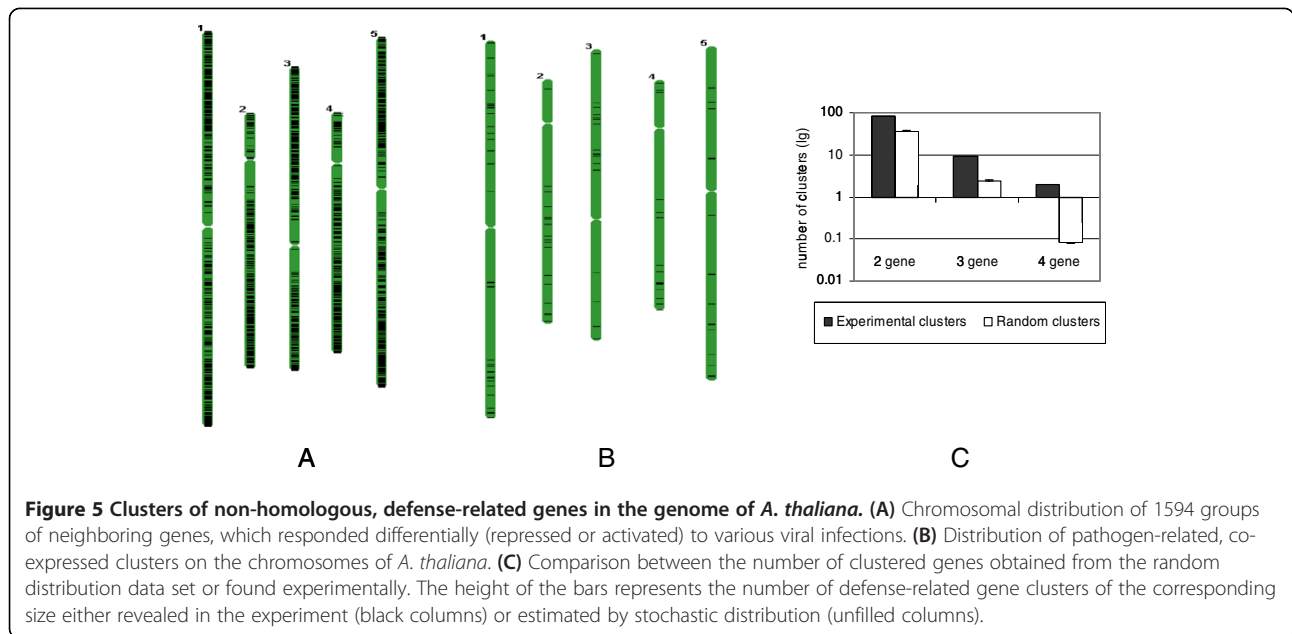 1
2
3
4
5
1
2
3
4
5
number of clusters (lg)
100
10
1
0.1
0.01
2 gene
3 gene
4 gene
Experimental clusters
Random clusters
A
B
C
Figure 5 Clusters of non-homologous, defense-related genes in the genome of A. thaliana. (A) Chromosomal distribution of 1594 groups
of neighboring genes, which responded differentially (repressed or activated) to various viral infections. (B) Distribution of pathogen-related, co-
expressed clusters on the chromosomes of A. thaliana. (C) Comparison between the number of clustered genes obtained from the random
distribution data set or found experimentally. The height of the bars represents the number of defense-related gene clusters of the corresponding
size either revealed in the experiment (black columns) or estimated by stochastic distribution (unfilled columns).